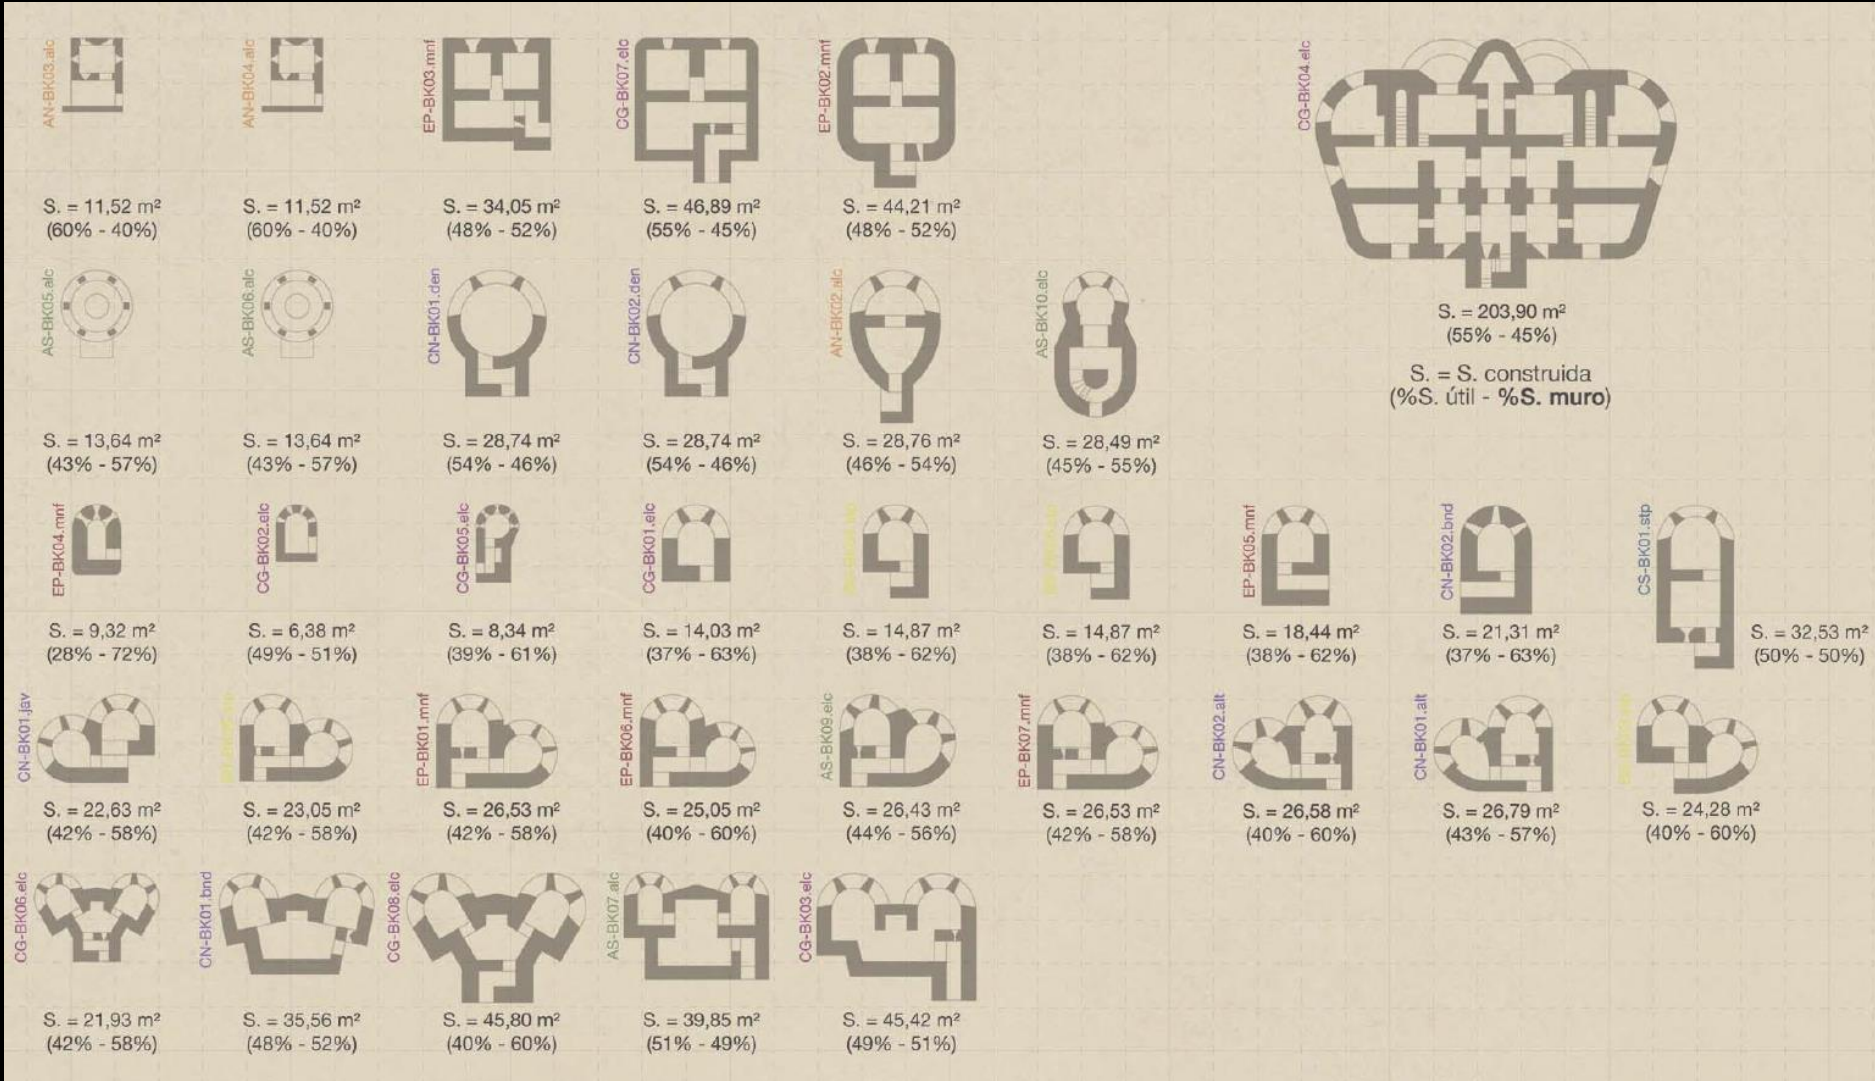 AN-BK03.alc
S. = 11,52 m²
(60% - 40%)
AN-BK04.alc
S. = 11,52 m²
(60% - 40%)
EP-BK03.mnf
S. = 34,05 m²
(48% - 52%)
CG-BK07.elc
S. = 46,89 m²
(55% - 45%)
EP-BK02.mnf
S. = 44,21 m²
(48% - 52%)
CG-BK04.elc
S. = 203,90 m²
(55% - 45%)
S. = S. construida
(%S. útil - %S. muro)
AS-BK05.alc
S. = 13,64 m²
(43% - 57%)
AS-BK06.alc
S. = 13,64 m²
(43% - 57%)
CN-BK01.den
S. = 28,74 m²
(54% - 46%)
CN-BK02.den
S. = 28,74 m²
(54% - 46%)
AN-BK02.alc
S. = 28,76 m²
(46% - 54%)
AS-BK10.elc
S. = 28,49 m²
(45% - 55%)
EP-BK04.mnf
S. = 9,32 m²
(28% - 72%)
CG-BK02.elc
S. = 6,38 m²
(49% - 51%)
CG-BK05.elc
S. = 8,34 m²
(39% - 61%)
CG-BK01.elc
S. = 14,03 m²
(37% - 63%)
S. = 14,87 m²
(38% - 62%)
S. = 14,87 m²
(38% - 62%)
EP-BK05.mnf
S. = 18,44 m²
(38% - 62%)
CN-BK02.bnd
S. = 21,31 m²
(37% - 63%)
CS-BK01.stp
S. = 32,53 m²
(50% - 50%)
CN-BK01.jav
S. = 22,63 m²
(42% - 58%)
S. = 23,05 m²
(42% - 58%)
EP-BK01.mnf
S. = 26,53 m²
(42% - 58%)
EP-BK06.mnf
S. = 25,05 m²
(40% - 60%)
AS-BK09.elc
S. = 26,43 m²
(44% - 56%)
EP-BK07.mnf
S. = 26,53 m²
(42% - 58%)
CN-BK02.alt
S. = 26,58 m²
(40% - 60%)
CN-BK01.alt
S. = 26,79 m²
(43% - 57%)
S. = 24,28 m²
(40% - 60%)
CG-BK06.elc
S. = 21,93 m²
(42% - 58%)
CN-BK01.bnd
S. = 35,56 m²
(48% - 52%)
CG-BK08.elc
S. = 45,80 m²
(40% - 60%)
AS-BK07.alc
S. = 39,85 m²
(51% - 49%)
CG-BK03.elc
S. = 45,42 m²
(49% - 51%)